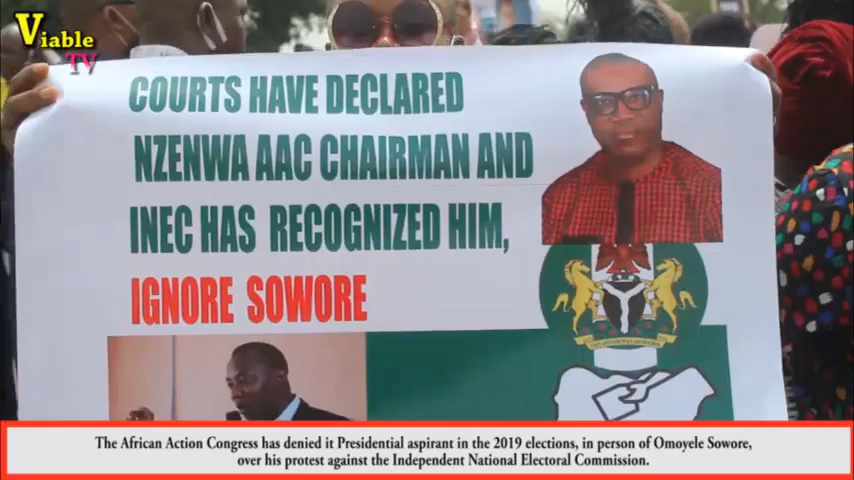 Viable
TV
COURTS HAVE DECLARED
NZENWA AAC CHAIRMAN AND
INEC HAS RECOGNIZED HIM,
IGNORE SOWORE
The African Action Congress has denied it Presidential aspirant in the 2019 elections, in person of Omoyele Sowore,
over his protest against the Independent National Electoral Commission.